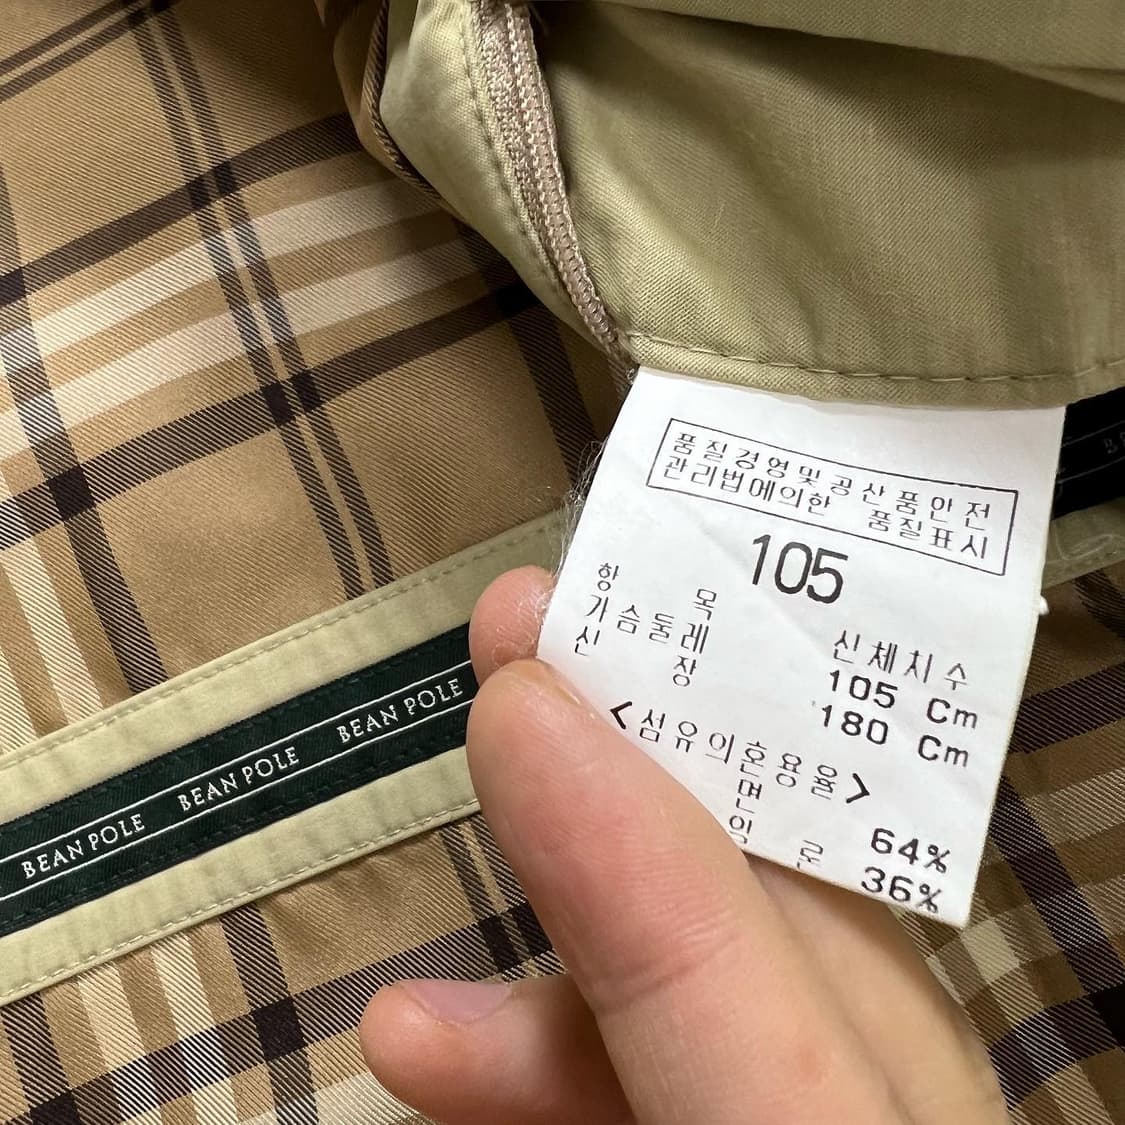 품질경영및공산품안전
관리법에의한 품질표시
105
항 목 신체치수
가슴둘레 105 Cm
신 장 180 Cm
<섬유의혼용율>
면 64%
36%
BEAN POLE
BEAN POLE
BEAN POLE